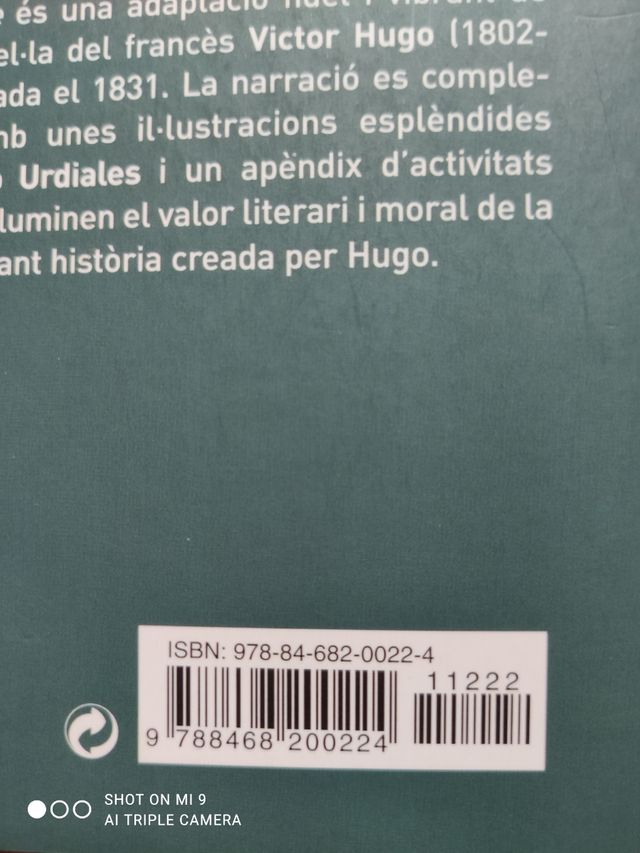 és una adaptació fidel i vibrant de
el·la del francès Victor Hugo (1802-
ada el 1831. La narració es comple-
mb unes il·lustracions esplèndides
Urdiales i un apèndix d'activitats
luminen el valor literari i moral de la
ant història creada per Hugo.
ISBN: 978-84-682-0022-4
11222
9 788468 200224
SHOT ON MI 9
AI TRIPLE CAMERA